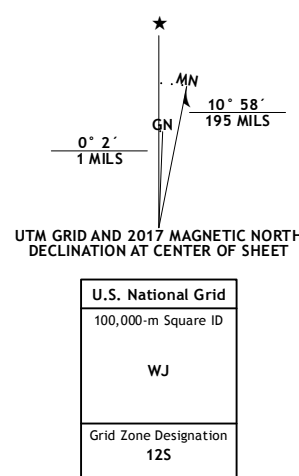 ★
MN
GN
10° 58´
195 MILS
0° 2´
1 MILS
UTM GRID AND 2017 MAGNETIC NORTH
DECLINATION AT CENTER OF SHEET
U.S. National Grid
100,000-m Square ID
WJ
Grid Zone Designation
12S